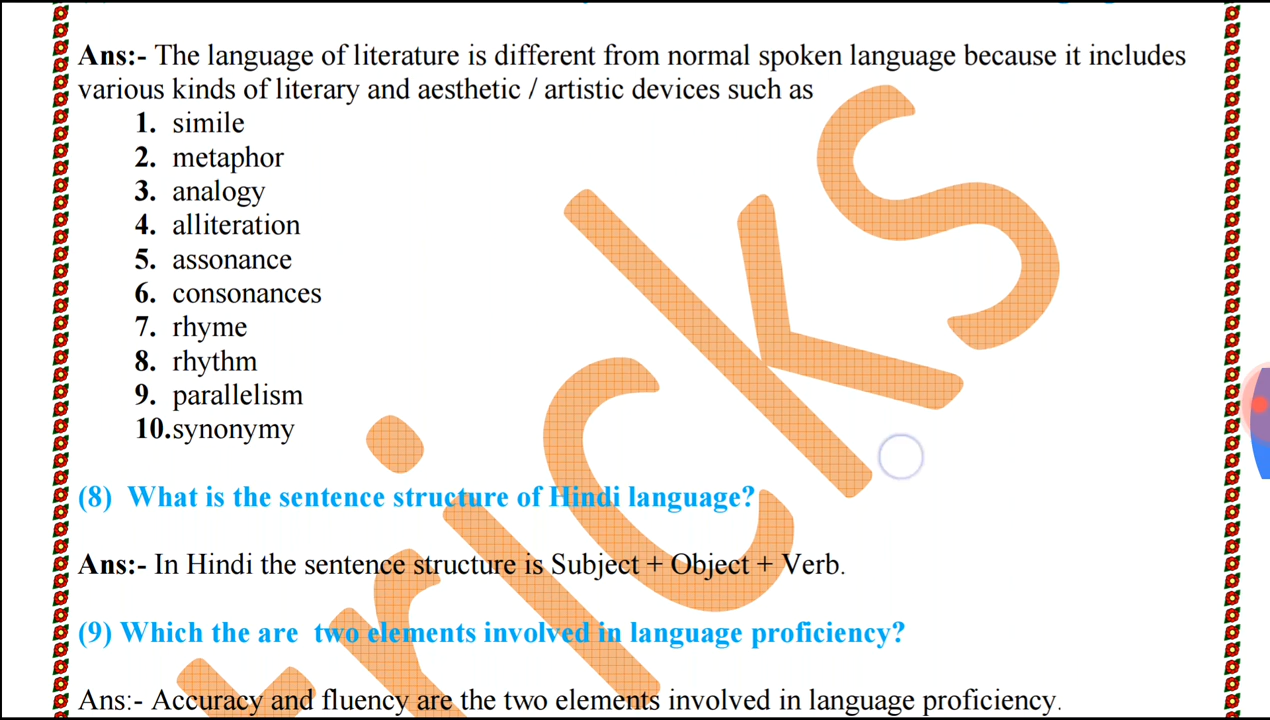 Ans:- The language of literature is different from normal spoken language because it includes
various kinds of literary and aesthetic / artistic devices such as
1. simile
2. metaphor
3. analogy
4. alliteration
5. assonance
6. consonances
7. rhyme
8. rhythm
9. parallelism
10.synonymy
(8) What is the sentence structure of Hindi language?
Ans:- In Hindi the sentence structure is Subject + Object + Verb.
(9) Which the are two elements involved in language proficiency?
Ans:- Accuracy and fluency are the two elements involved in language proficiency.
tricks